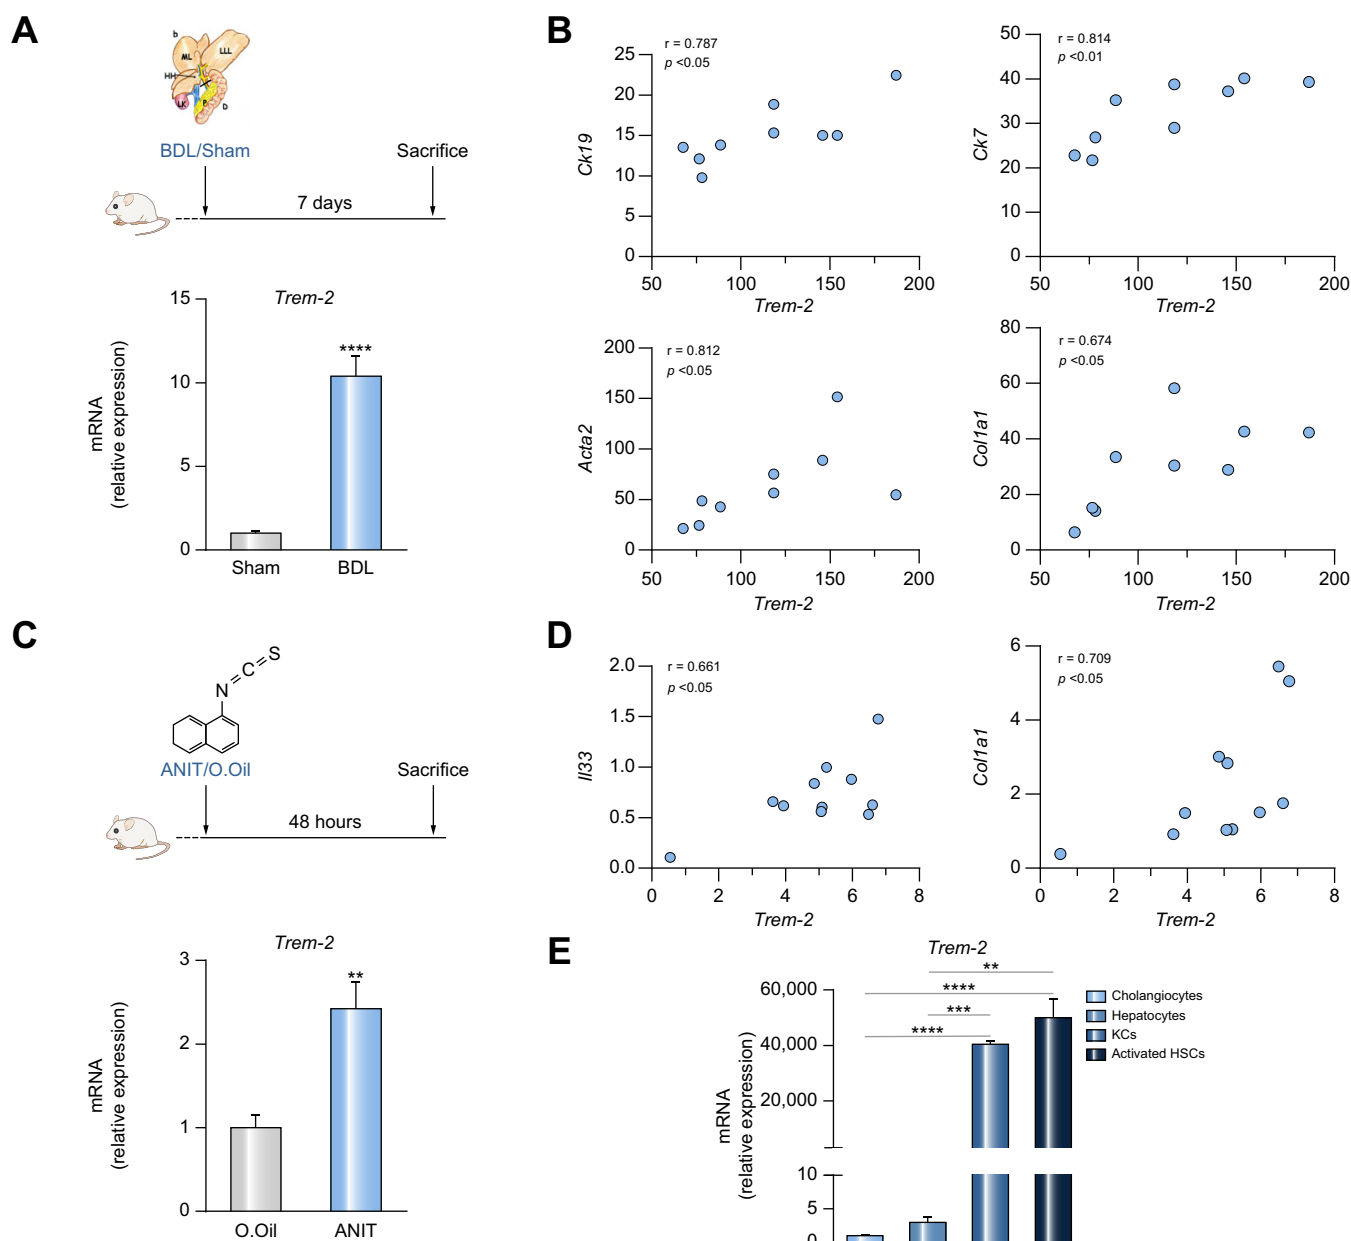 A
b
ML
LLL
HH
LK
P
D
BDL/Sham
Sacrifice
7 days
Trem-2
mRNA
(relative expression)
15
10
5
0
****
Sham
BDL
B
r = 0.787
p <0.05
Ck19
25
20
15
10
5
0
50
100
150
200
Trem-2
r = 0.814
p <0.01
Ck7
50
40
30
20
10
0
50
100
150
200
Trem-2
r = 0.812
p <0.05
Acta2
200
150
100
50
0
50
100
150
200
Trem-2
r = 0.674
p <0.05
Col1a1
80
60
40
20
0
50
100
150
200
Trem-2
C
N
C
S
ANIT/O.Oil
Sacrifice
48 hours
Trem-2
mRNA
(relative expression)
3
2
1
0
**
O.Oil
ANIT
D
r = 0.661
p <0.05
Il33
2.0
1.5
1.0
0.5
0.0
0
2
4
6
8
Trem-2
r = 0.709
p <0.05
Col1a1
6
4
2
0
0
2
4
6
8
Trem-2
E
Trem-2
mRNA
(relative expression)
60,000
40,000
20,000
10
5
0
**
****
***
****
Cholangiocytes
Hepatocytes
KCs
Activated HSCs